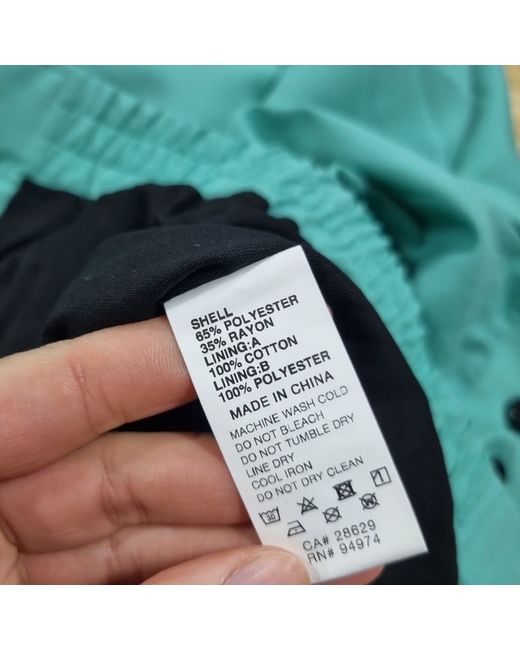 SHELL
65% POLYESTER
35% RAYON
LINING:A
100% COTTON
LINING:B
100% POLYESTER
MADE IN CHINA
MACHINE WASH COLD
DO NOT BLEACH
DO NOT TUMBLE DRY
LINE DRY
COOL IRON
DO NOT DRY CLEAN
30
CA# 28629
RN# 94974